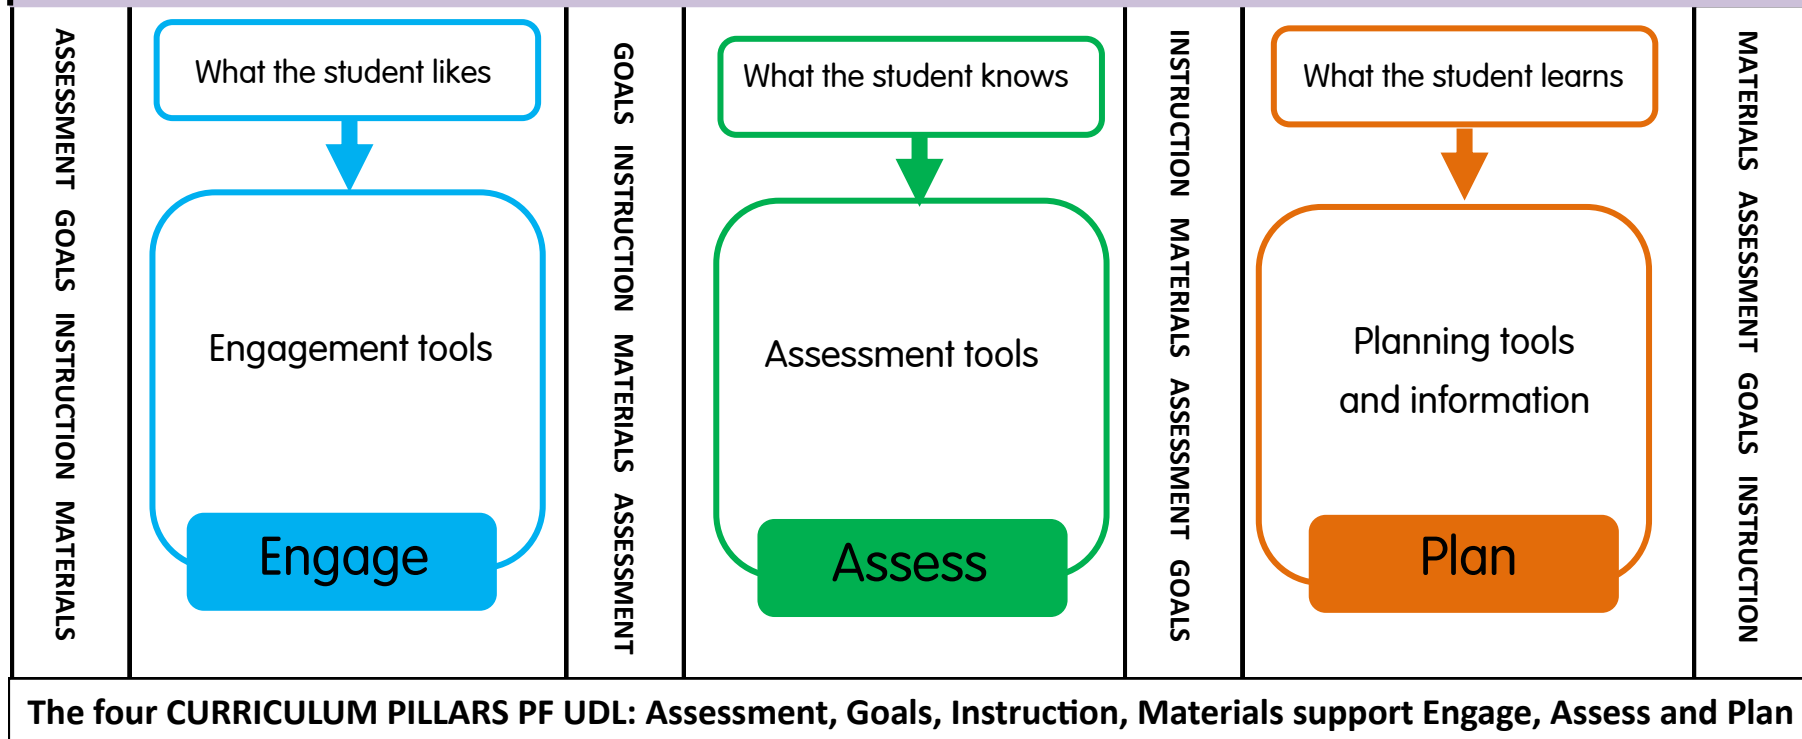 ASSESSMENT GOALS INSTRUCTION MATERIALS
What the student likes
Engagement tools
Engage
GOALS INSTRUCTION MATERIALS ASSESSMENT
What the student knows
Assessment tools
Assess
INSTRUCTION MATERIALS ASSESSMENT GOALS
What the student learns
Planning tools
and information
Plan
MATERIALS ASSESSMENT GOALS INSTRUCTION
The four CURRICULUM PILLARS PF UDL: Assessment, Goals, Instruction, Materials support Engage, Assess and Plan